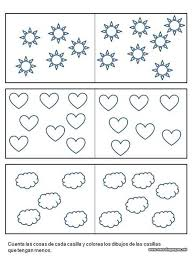 Cuenta las cosas de cada casilla y colorea los dibujos de las casillas
que tengan menos.